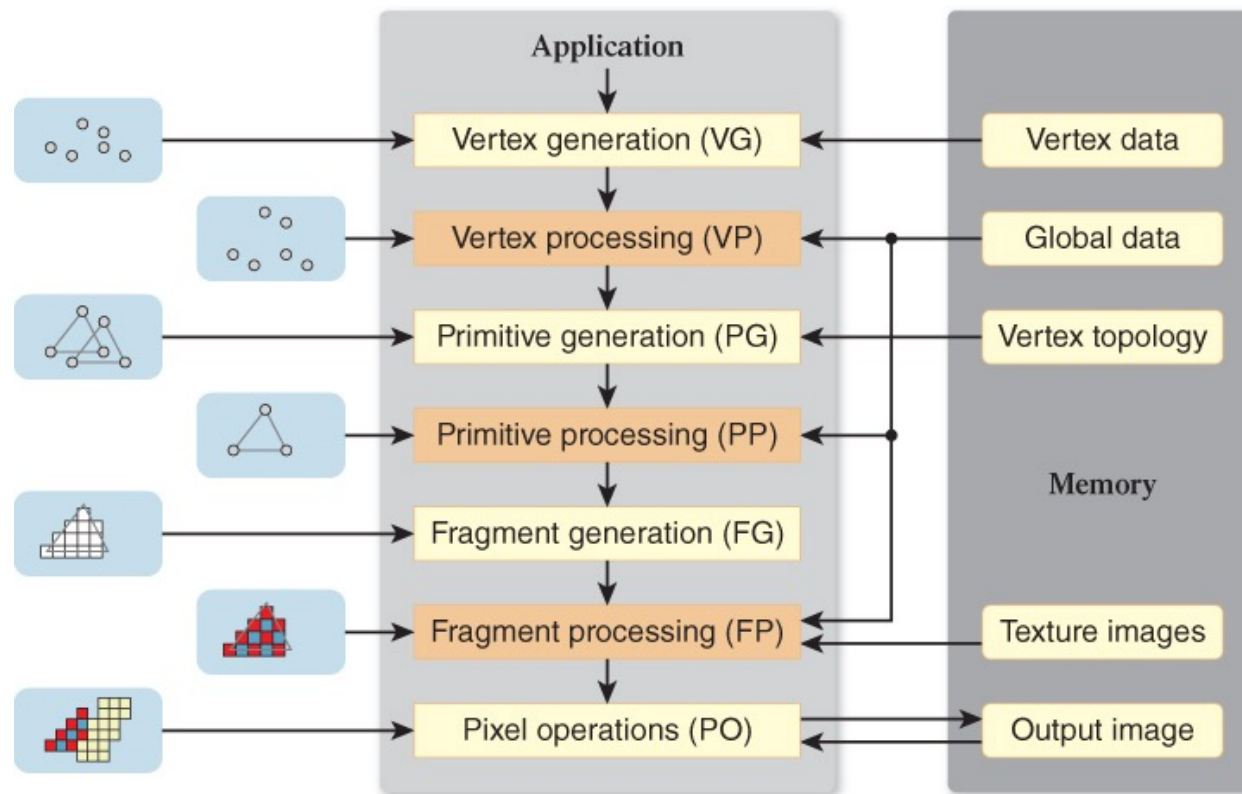 Application
Vertex generation (VG)
Vertex data
Vertex processing (VP)
Global data
Primitive generation (PG)
Vertex topology
Primitive processing (PP)
Memory
Fragment generation (FG)
Fragment processing (FP)
Texture images
Pixel operations (PO)
Output image